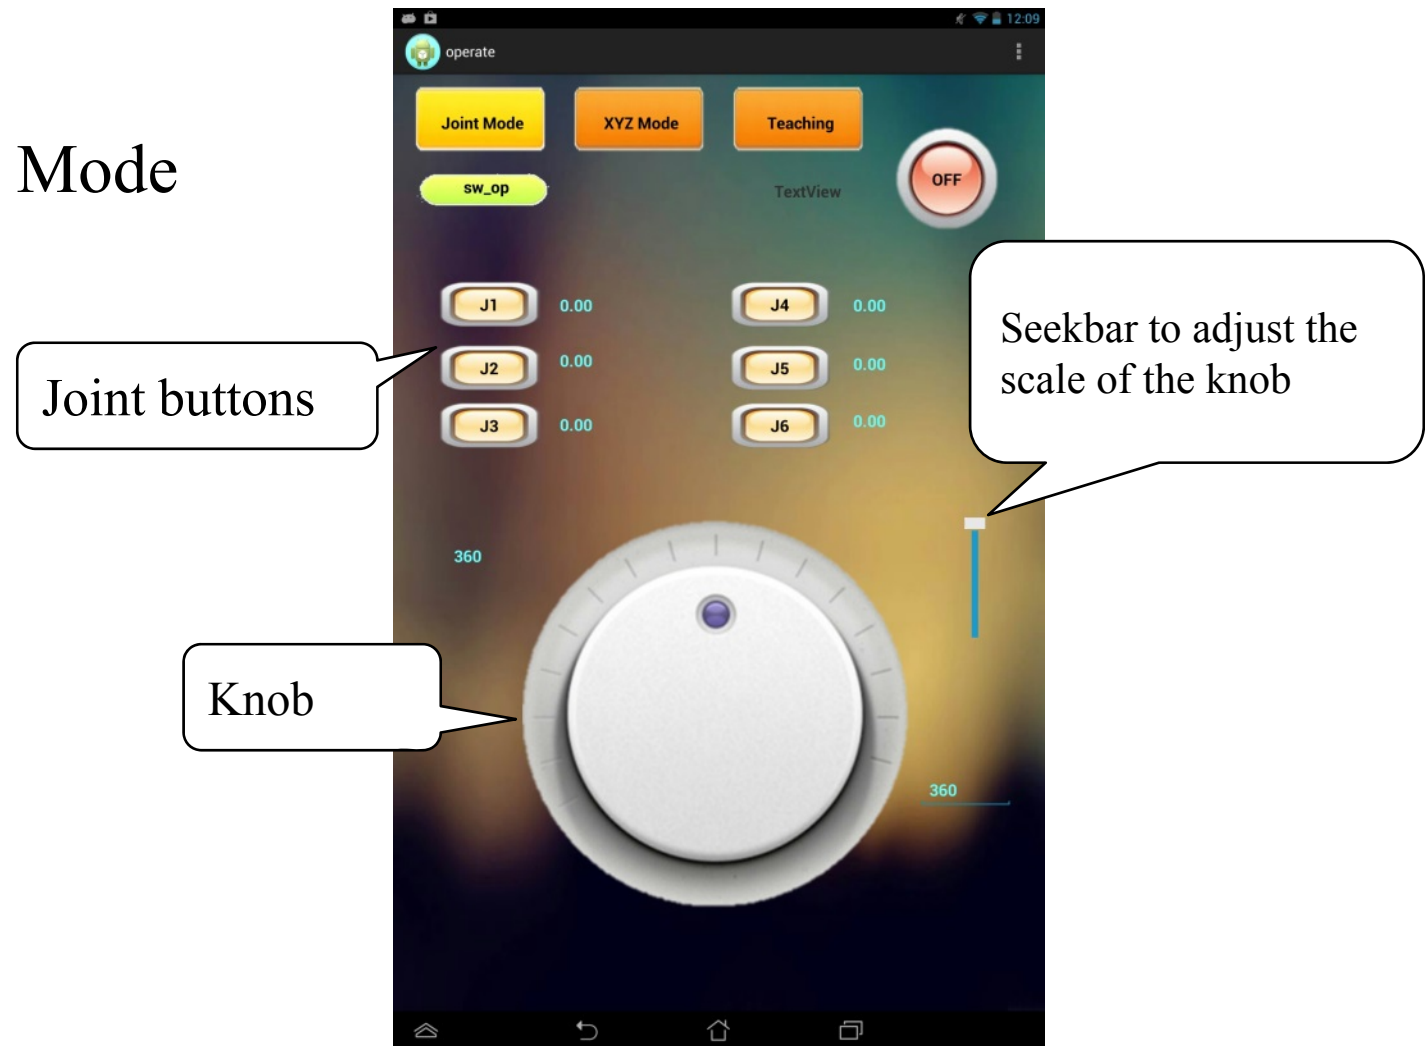 12:09
operate
Joint Mode
XYZ Mode
Teaching
Mode
OFF
sw_op
TextView
J1
0.00
J4
0.00
Seekbar to adjust the
scale of the knob
J2
0.00
J5
0.00
Joint buttons
J3
0.00
J6
0.00
360
Knob
360